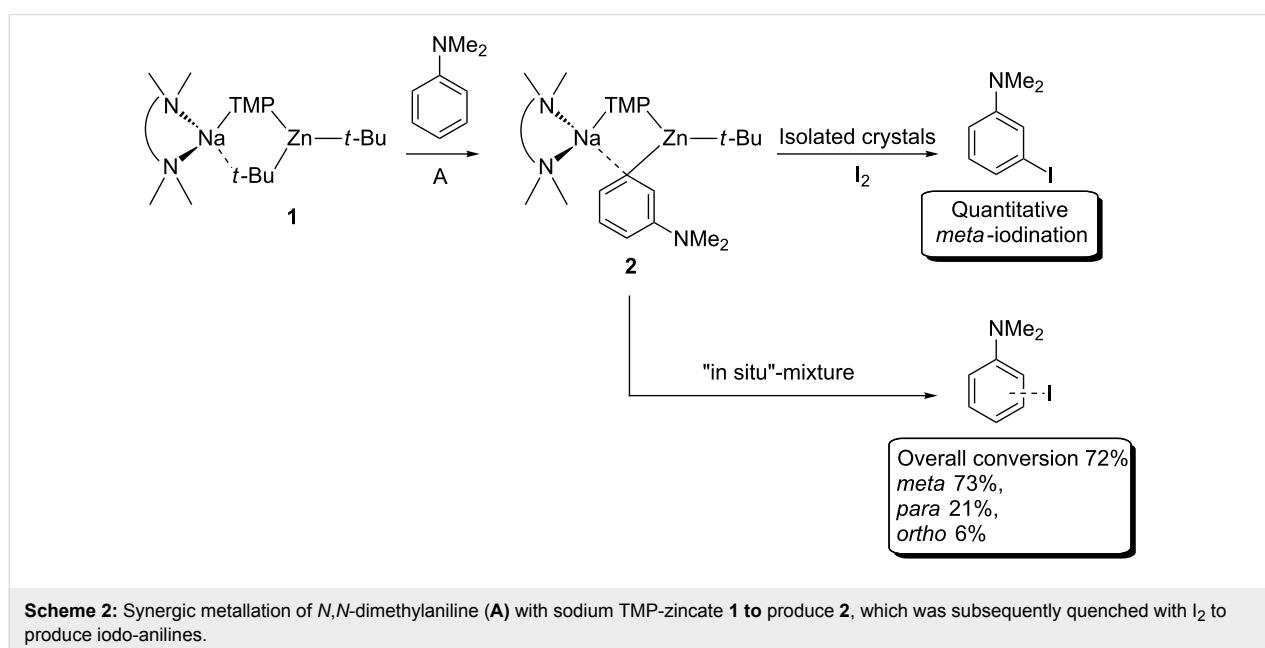 NMe2
N
TMP
Na
Zn
t-Bu
N
t-Bu
1
A
N
TMP
Na
Zn
t-Bu
N
NMe2
2
Isolated crystals
I2
NMe2
I
Quantitative
meta-iodination
"in situ"-mixture
NMe2
I
Overall conversion 72%
meta 73%,
para 21%,
ortho 6%
Scheme 2: Synergic metallation of N,N-dimethylaniline (A) with sodium TMP-zincate 1 to produce 2, which was subsequently quenched with I2 to
produce iodo-anilines.